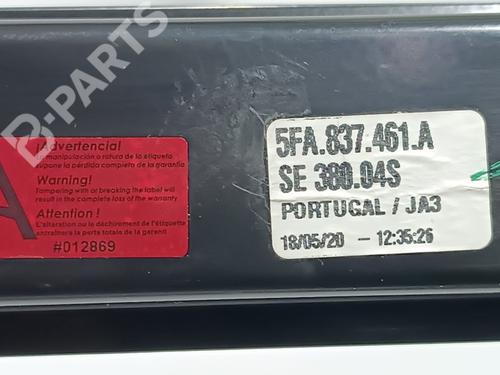 B-PARTS
¡Advertencia!
La manipulación o rotura de la etiqueta
supone la pérdida completa de la garantía
Warning!
Tampering with or breaking the label will
result in the complete loss of the warranty
Attention !
L'altération ou le déchirement de l'étiquette
entraînera la perte totale de la garanti
#012869
5FA.837.461.A
SE 380.04S
PORTUGAL / JA3
18/05/20 - 12:35:26